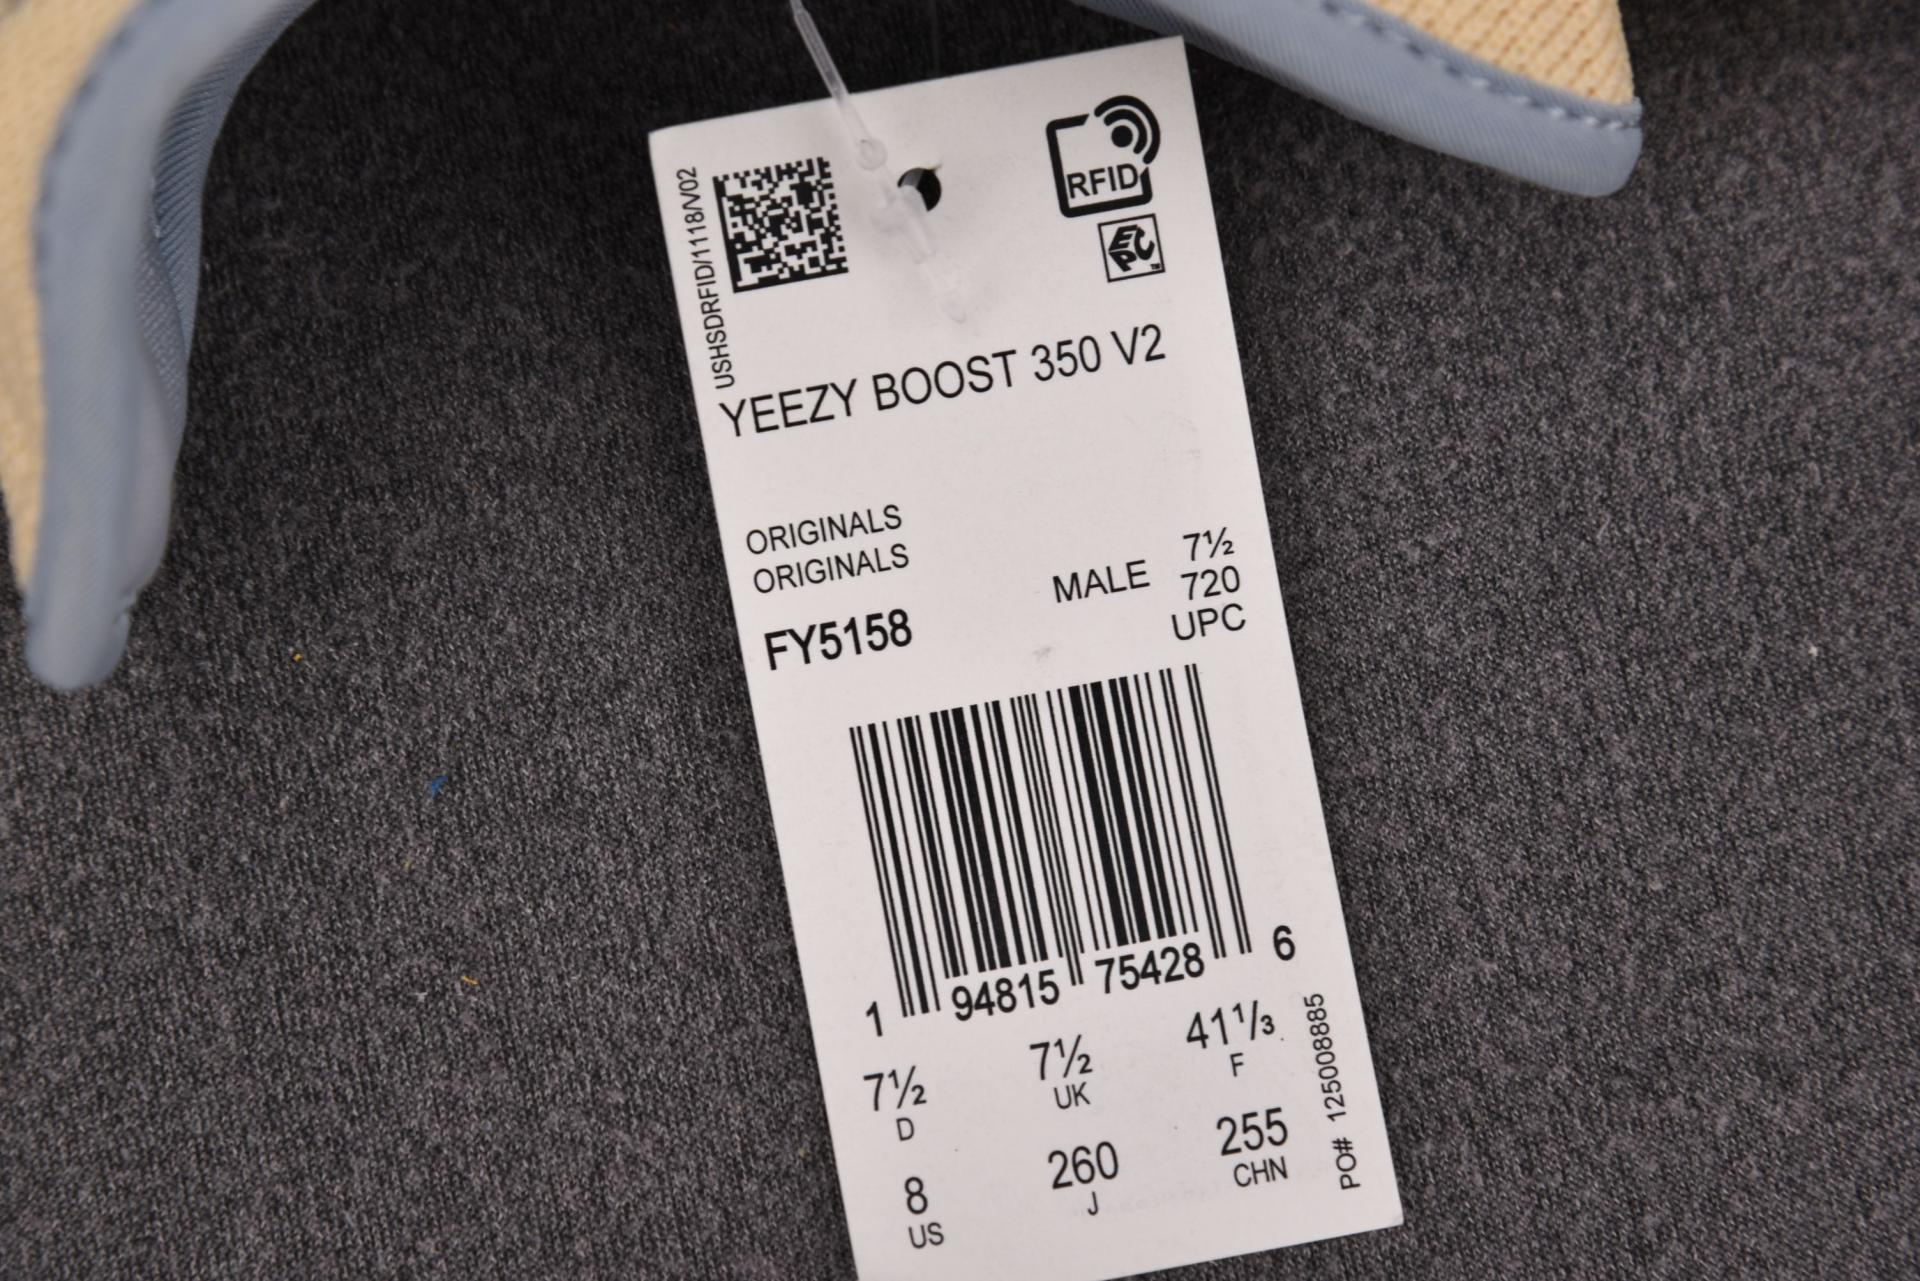 RFID
EPC
TM
USHSDRFID/1118/V02
YEEZY BOOST 350 V2
ORIGINALS
ORIGINALS
FY5158
MALE
7½
720
UPC
1 94815 75428 6
7½ 7½ 41⅓
D UK F
8 260 255
US J CHN
PO# 125008885